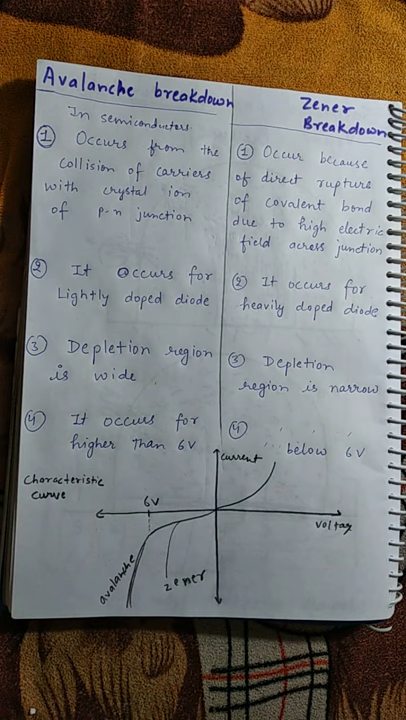 Avalanche breakdown
In semiconductors
① Occurs from the
collision of carriers
with crystal ion
of p-n junction
② It occurs for
Lightly doped diode
③ Depletion region
is wide
④ It occurs for
higher Than 6V
Zener
Breakdown
① Occur because
of direct rupture
of covalent bond
due to high electric
field across junction
② It occurs for
heavily doped diode
③ Depletion
region is narrow
④ ' ' '
... below 6V
Characteristic
curve
current
6V
voltag
avalanche
zener